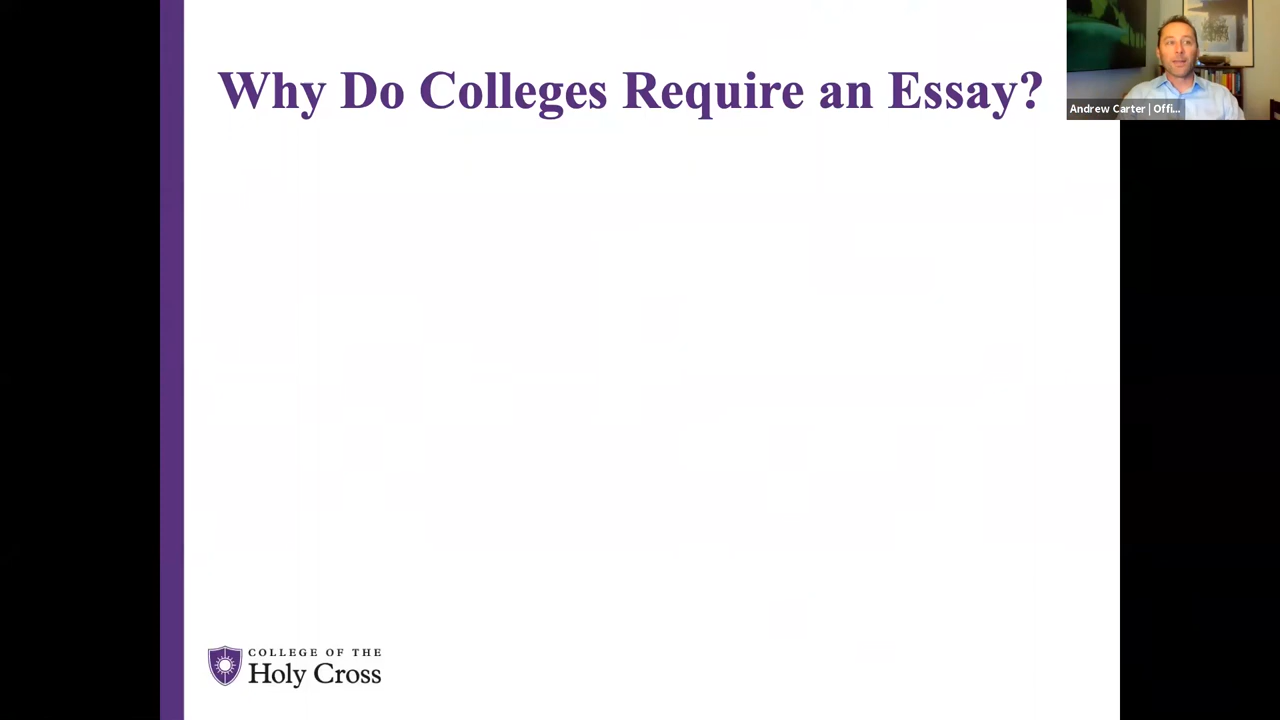 Why Do Colleges Require an Essay?
Andrew Carter | Offi...
COLLEGE OF THE
Holy Cross